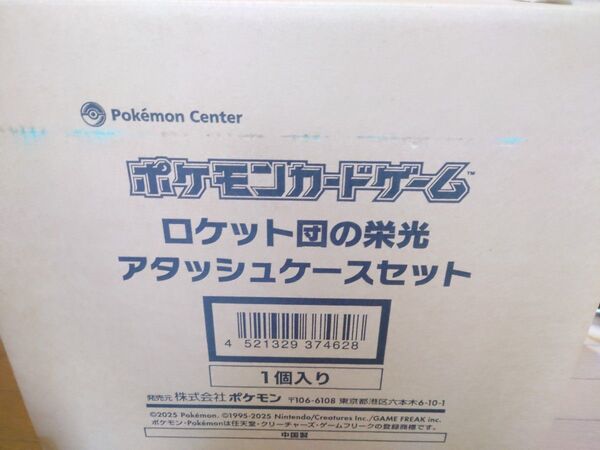 Pokémon Center
ポケモンカードゲーム™
ロケット団の栄光
アタッシュケースセット
4 521329 374628
1個入り
発売元 株式会社ポケモン 〒106-6108 東京都港区六本木6-10-1
©2025 Pokémon. ©1995-2025 Nintendo/Creatures Inc./GAME FREAK inc.
ポケモン・Pokémonは任天堂・クリーチャーズ・ゲームフリークの登録商標です。
中国製